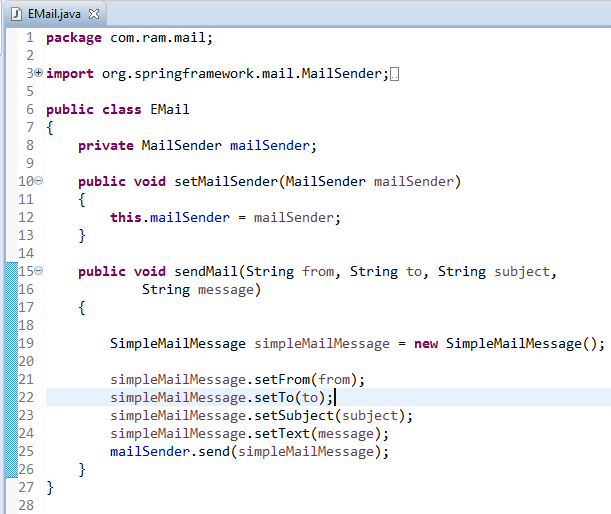 EMail.java
1 package com.ram.mail;
2
3 import org.springframework.mail.MailSender;
5
6 public class EMail
7 {
8     private MailSender mailSender;
9
10     public void setMailSender(MailSender mailSender)
11     {
12         this.mailSender = mailSender;
13     }
14
15     public void sendMail(String from, String to, String subject,
16             String message)
17     {
18
19         SimpleMailMessage simpleMailMessage = new SimpleMailMessage();
20
21         simpleMailMessage.setFrom(from);
22         simpleMailMessage.setTo(to);
23         simpleMailMessage.setSubject(subject);
24         simpleMailMessage.setText(message);
25         mailSender.send(simpleMailMessage);
26     }
27 }
28